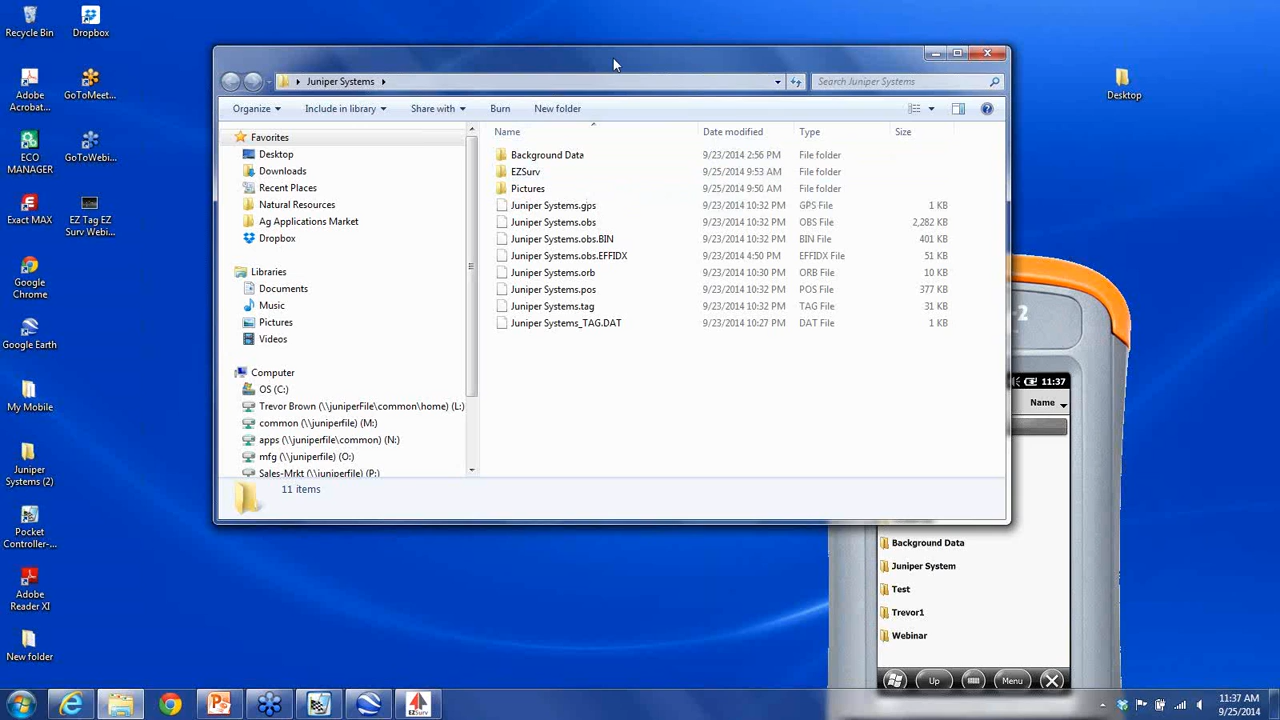 Recycle Bin
Dropbox
Adobe
Acrobat...
GoToMeet...
ECO
MANAGER
GoToWebi...
Exact MAX
EZ Tag EZ
Surv Webi...
Google
Chrome
Google Earth
My Mobile
Juniper
Systems (2)
Pocket
Controller-...
Adobe
Reader XI
New folder
Desktop
Juniper Systems
Search Juniper Systems
Organize
Include in library
Share with
Burn
New folder
Favorites
Desktop
Downloads
Recent Places
Natural Resources
Ag Applications Market
Dropbox
Libraries
Documents
Music
Pictures
Videos
Computer
OS (C:)
Trevor Brown (\\juniperFile\common\home) (L:)
common (\\juniperfile) (M:)
apps (\\juniperfile\common) (N:)
mfg (\\juniperfile) (O:)
Sales-Mrkt (\\juniperfile) (P:)
Name Date modified Type Size
Background Data 9/23/2014 2:56 PM File folder
EZSurv 9/25/2014 9:53 AM File folder
Pictures 9/25/2014 9:50 AM File folder
Juniper Systems.gps 9/23/2014 10:32 PM GPS File 1 KB
Juniper Systems.obs 9/23/2014 10:32 PM OBS File 2,282 KB
Juniper Systems.obs.BIN 9/23/2014 10:32 PM BIN File 401 KB
Juniper Systems.obs.EFFIDX 9/23/2014 4:50 PM EFFIDX File 51 KB
Juniper Systems.orb 9/23/2014 10:30 PM ORB File 10 KB
Juniper Systems.pos 9/23/2014 10:32 PM POS File 377 KB
Juniper Systems.tag 9/23/2014 10:32 PM TAG File 31 KB
Juniper Systems_TAG.DAT 9/23/2014 10:27 PM DAT File 1 KB
11 items
-2
11:37
Name
Background Data
Juniper System
Test
Trevor1
Webinar
Up
Menu
EZSurv
11:37 AM
9/25/2014